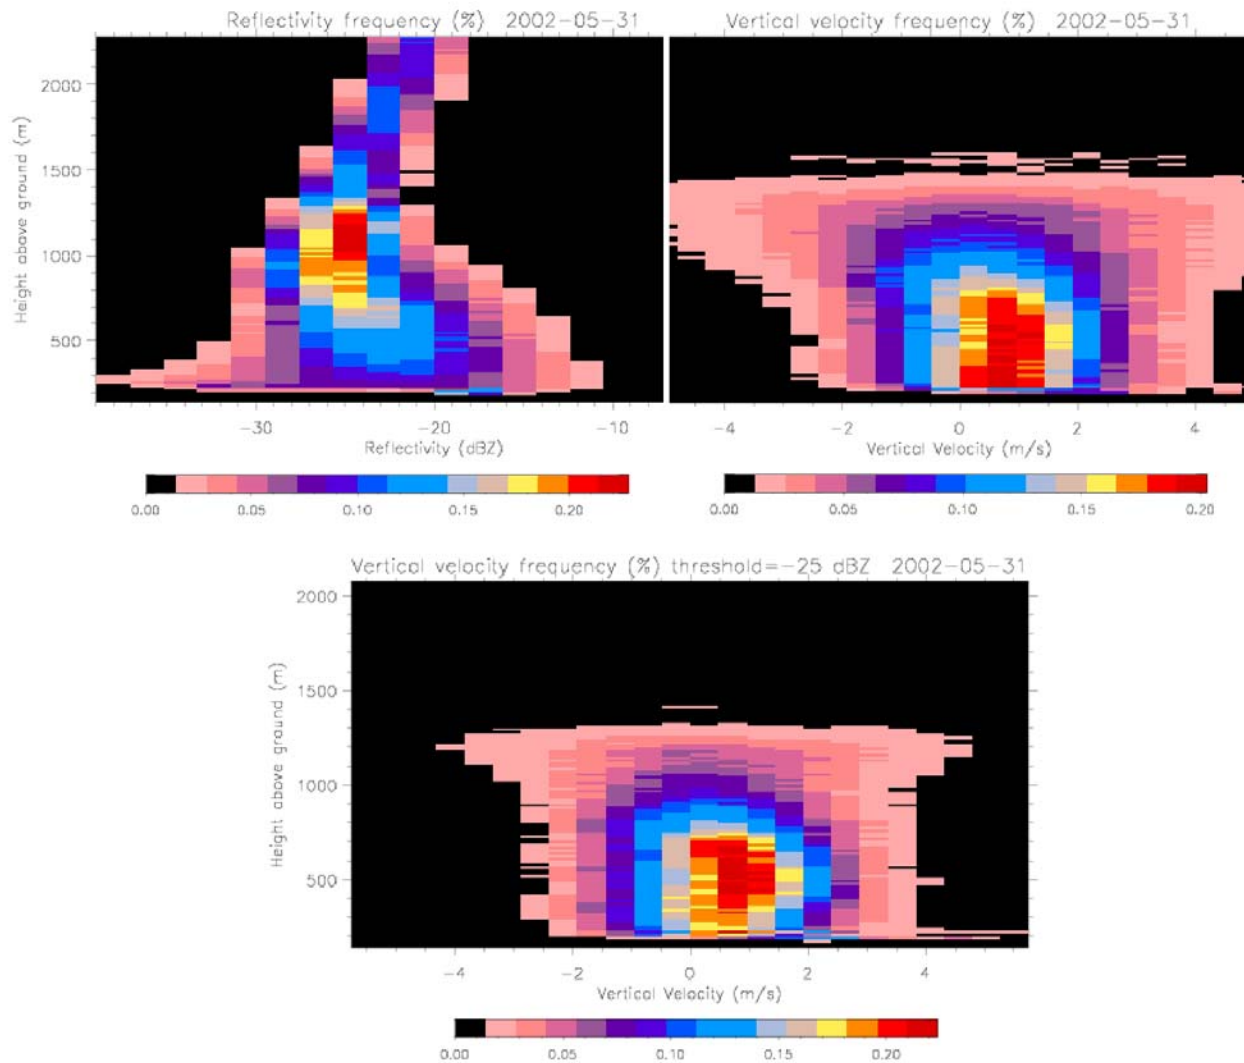 Reflectivity frequency (%) 2002-05-31
Vertical velocity frequency (%) 2002-05-31
Height above ground (m)
2000
1500
1000
500
-30 -20 -10
Reflectivity (dBZ)
-4 -2 0 2 4
Vertical Velocity (m/s)
0.00 0.05 0.10 0.15 0.20
0.00 0.05 0.10 0.15 0.20
Vertical velocity frequency (%) threshold=-25 dBZ 2002-05-31
Height above ground (m)
2000
1500
1000
500
-4 -2 0 2 4
Vertical Velocity (m/s)
0.00 0.05 0.10 0.15 0.20